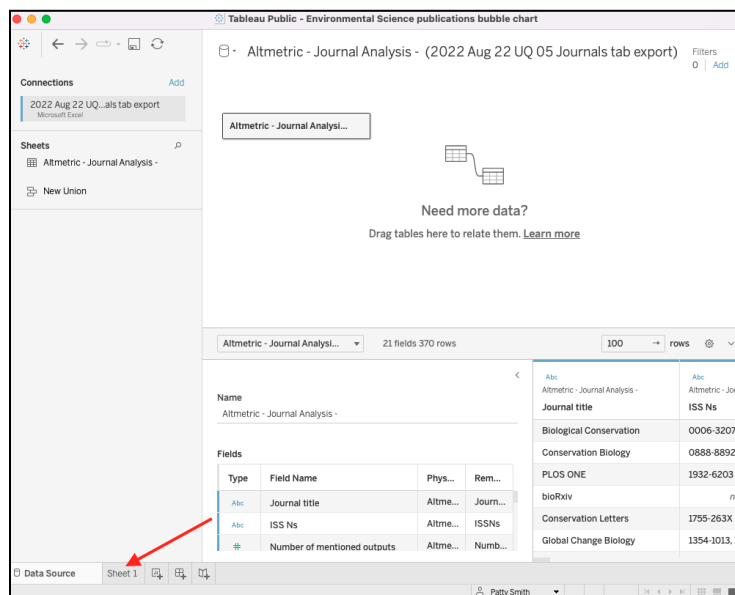 Tableau Public - Environmental Science publications bubble chart
Altmetric - Journal Analysis - (2022 Aug 22 UQ 05 Journals tab export)
Filters
0 Add
Connections Add
2022 Aug 22 UQ...als tab export
Microsoft Excel
Sheets
Altmetric - Journal Analysis -
New Union
Altmetric - Journal Analysi...
Need more data?
Drag tables here to relate them. Learn more
Altmetric - Journal Analysi... 21 fields 370 rows 100 → rows
Name
Altmetric - Journal Analysis -
Fields
Type Field Name Phys... Rem...
Abc Journal title Altme... Journ...
Abc ISS Ns Altme... ISSNs
# Number of mentioned outputs Altme... Numb...
Abc Abc
Altmetric - Journal Analysis - Altmetric - Jou
Journal title ISS Ns
Biological Conservation 0006-3207
Conservation Biology 0888-8892
PLOS ONE 1932-6203
bioRxiv n
Conservation Letters 1755-263X
Global Change Biology 1354-1013,
Data Source Sheet 1
Patty Smith